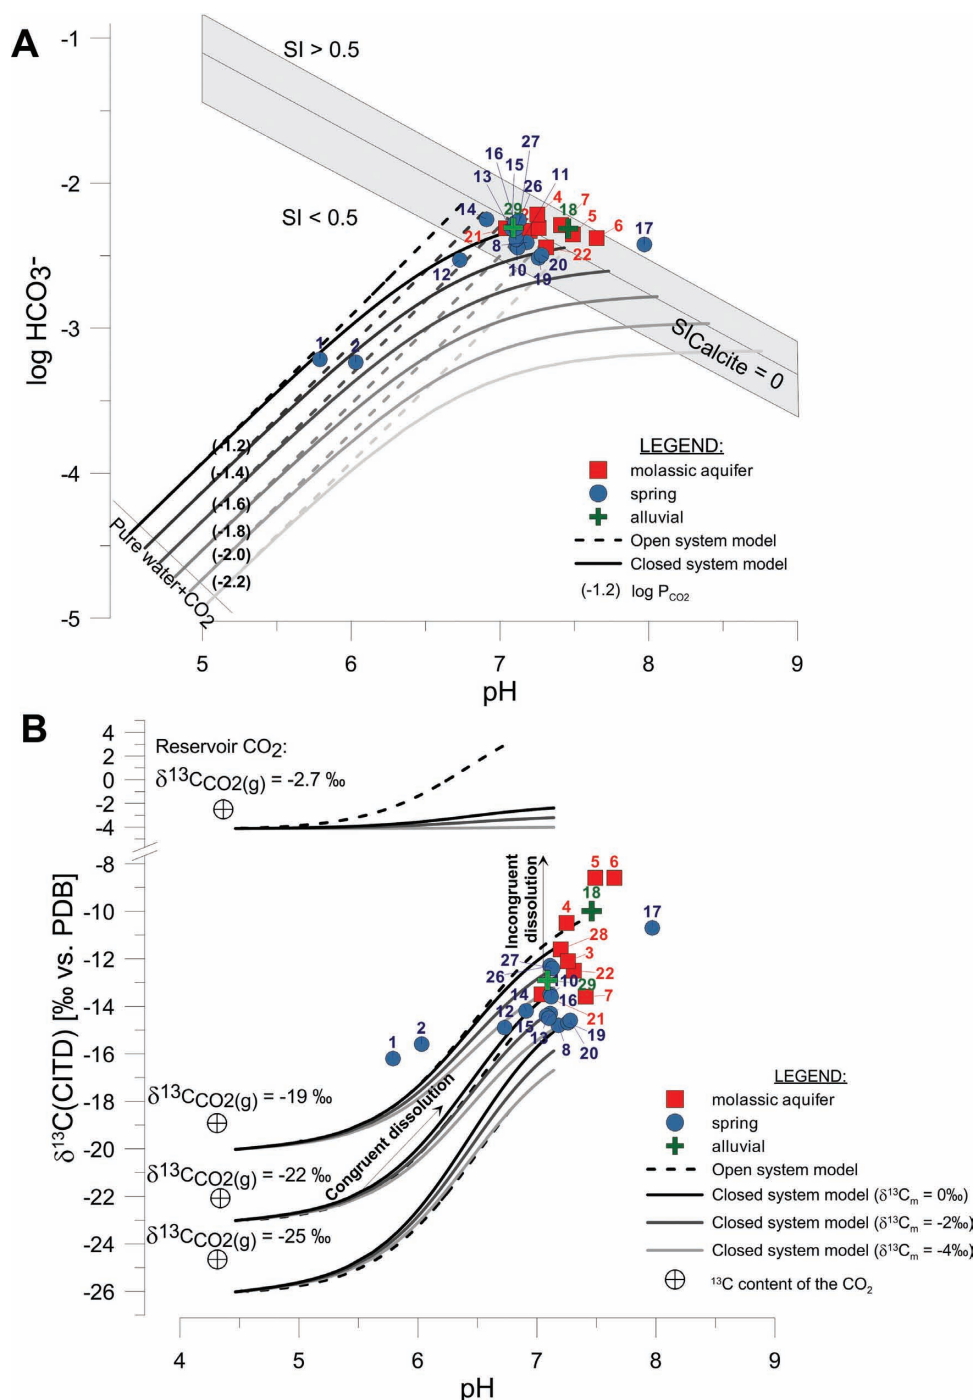 A
-1
-2
-3
-4
-5
log HCO3-
SI > 0.5
SI < 0.5
27
16
15
11
13
26
4
7
14
29
18
5
2
21
6
17
8
22
12
10
20
19
1
2
SICalcite = 0
(-1.2)
(-1.4)
(-1.6)
(-1.8)
(-2.0)
(-2.2)
Pure water+CO2
LEGEND:
molassic aquifer
spring
alluvial
Open system model
Closed system model
(-1.2) log PCO2
5
6
7
8
9
pH
B
4
2
0
-2
-4
-8
-10
-12
-14
-16
-18
-20
-22
-24
-26
δ13C(CITD) [‰ vs. PDB]
Reservoir CO2:
δ13CCO2(g) = -2.7 ‰
Incongruent
dissolution
5 6
18
17
4
28
27
3
26
22
10
29
14
7
12
16
21
15
13
19
8
20
1
2
Congruent dissolution
δ13CCO2(g) = -19 ‰
δ13CCO2(g) = -22 ‰
δ13CCO2(g) = -25 ‰
LEGEND:
molassic aquifer
spring
alluvial
Open system model
Closed system model (δ13Cm = 0‰)
Closed system model (δ13Cm = -2‰)
Closed system model (δ13Cm = -4‰)
13C content of the CO2
4
5
6
7
8
9
pH